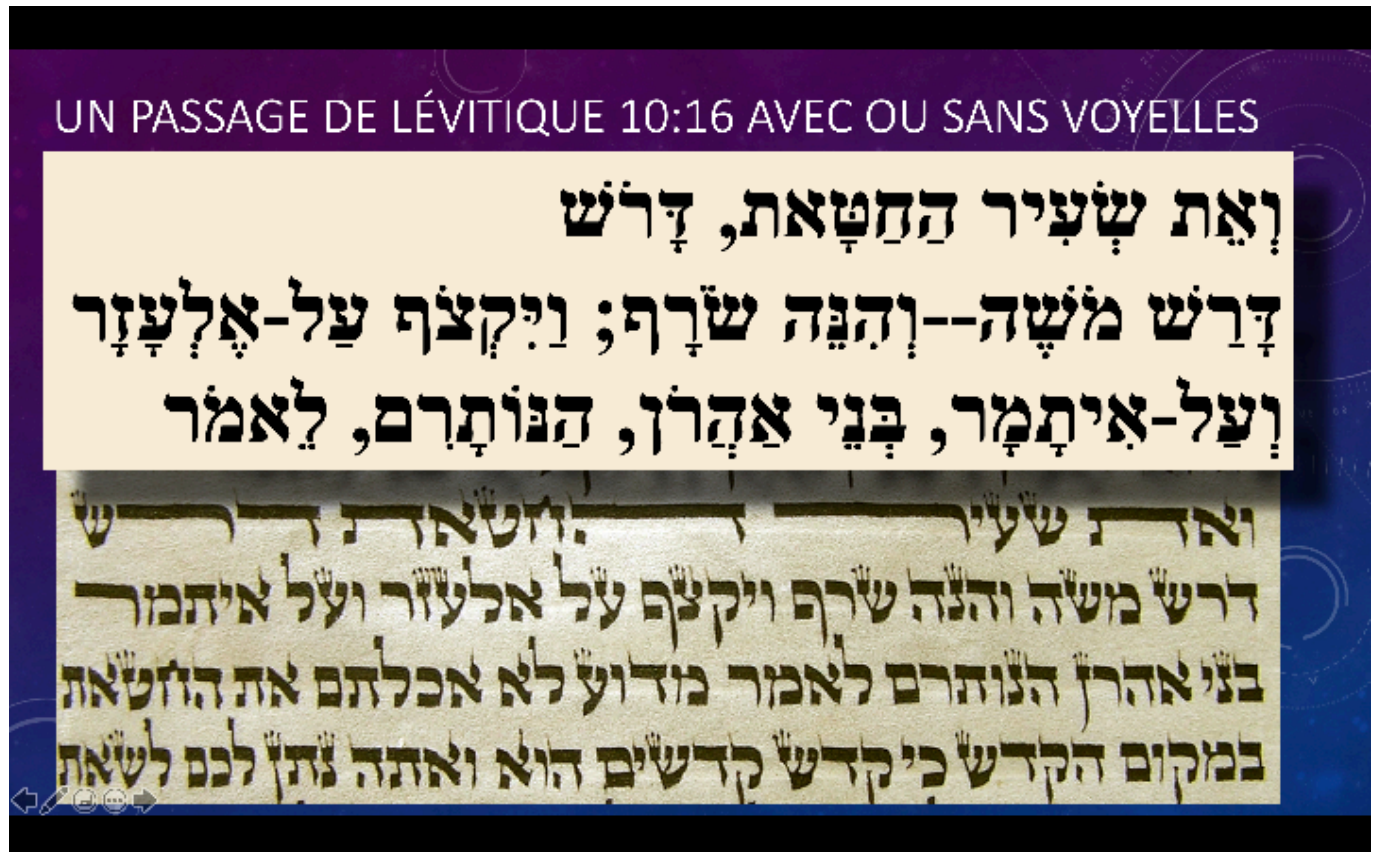 UN PASSAGE DE LÉVITIQUE 10:16 AVEC OU SANS VOYELLES
וְאֵת שְׂעִיר הַחַטָּאת, דָּרֹשׁ
דָּרַשׁ מֹשֶׁה--וְהִנֵּה שֹׂרָף; וַיִּקְצֹף עַל-אֶלְעָזָר
וְעַל-אִיתָמָר, בְּנֵי אַהֲרֹן, הַנּוֹתָרִם, לֵאמֹר
ואת שעיר החטאת דרש
דרש משה והנה שרף ויקצף על אלעזר ועל איתמר
בני אהרן הנותרם לאמר מדוע לא אכלתם את החטאת
במקום הקדש כי קדש קדשים הוא ואתה נתן לכם לשאת